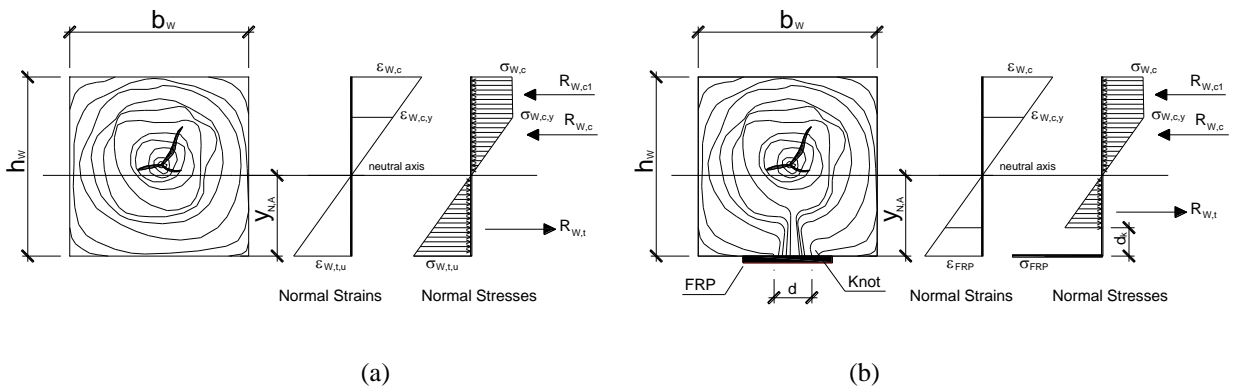 b_W
h_W
ε_W,c
ε_W,c,y
σ_W,c
σ_W,c,y
R_W,c1
R_W,c
neutral axis
y_N,A
R_W,t
ε_W,t,u
σ_W,t,u
Normal Strains
Normal Stresses
(a)
b_W
h_W
ε_W,c
ε_W,c,y
σ_W,c
σ_W,c,y
R_W,c1
R_W,c
neutral axis
y_N,A
R_W,t
d_k
ε_FRP
σ_FRP
FRP
d
Knot
Normal Strains
Normal Stresses
(b)